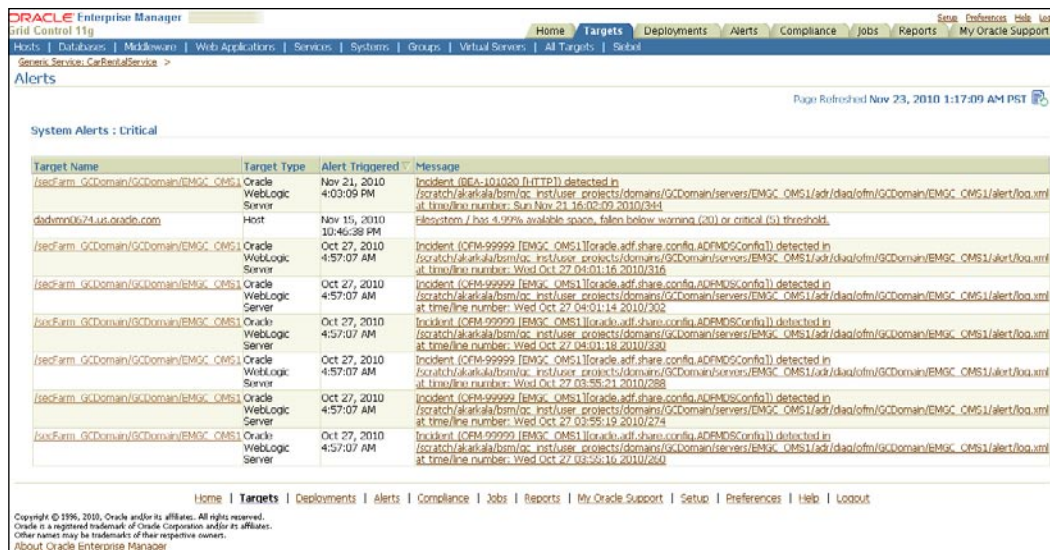 ORACLE Enterprise Manager
Grid Control 11g
Setup Preferences Help
Home Targets Deployments Alerts Compliance Jobs Reports My Oracle Support
Hosts | Databases | Middleware | Web Applications | Services | Systems | Groups | Virtual Servers | All Targets | Siebel
Generic Service: CarRentalService >
Alerts
Page Refreshed Nov 23, 2010 1:17:09 AM PST
System Alerts : Critical
Target Name Target Type Alert Triggered Message
/secFarm_GCDomain/GCDomain/EMGC_OMS1 Oracle Nov 21, 2010 Incident (BEA-101020 [HTTP]) detected in
WebLogic 4:03:09 PM /scratch/akarkala/bsm/gc_inst/user_projects/domains/GCDomain/servers/EMGC_OMS1/adr/diag/ofm/GCDomain/EMGC_OMS1/alert/log.xml
Server at time/line number: Sun Nov 21 16:02:09 2010/344
dadvmn0674.us.oracle.com Host Nov 15, 2010 Filesystem / has 4.99% available space, fallen below warning (20) or critical (5) threshold.
10:46:38 PM
/secFarm_GCDomain/GCDomain/EMGC_OMS1 Oracle Oct 27, 2010 Incident (OFM-99999 [EMGC_OMS1][oracle.adf.share.config.ADFMDSConfig]) detected in
WebLogic 4:57:07 AM /scratch/akarkala/bsm/gc_inst/user_projects/domains/GCDomain/servers/EMGC_OMS1/adr/diag/ofm/GCDomain/EMGC_OMS1/alert/log.xml
Server at time/line number: Wed Oct 27 04:01:16 2010/316
/secFarm_GCDomain/GCDomain/EMGC_OMS1 Oracle Oct 27, 2010 Incident (OFM-99999 [EMGC_OMS1][oracle.adf.share.config.ADFMDSConfig]) detected in
WebLogic 4:57:07 AM /scratch/akarkala/bsm/gc_inst/user_projects/domains/GCDomain/servers/EMGC_OMS1/adr/diag/ofm/GCDomain/EMGC_OMS1/alert/log.xml
Server at time/line number: Wed Oct 27 04:01:14 2010/302
/secFarm_GCDomain/GCDomain/EMGC_OMS1 Oracle Oct 27, 2010 Incident (OFM-99999 [EMGC_OMS1][oracle.adf.share.config.ADFMDSConfig]) detected in
WebLogic 4:57:07 AM /scratch/akarkala/bsm/gc_inst/user_projects/domains/GCDomain/servers/EMGC_OMS1/adr/diag/ofm/GCDomain/EMGC_OMS1/alert/log.xml
Server at time/line number: Wed Oct 27 04:01:18 2010/330
/secFarm_GCDomain/GCDomain/EMGC_OMS1 Oracle Oct 27, 2010 Incident (OFM-99999 [EMGC_OMS1][oracle.adf.share.config.ADFMDSConfig]) detected in
WebLogic 4:57:07 AM /scratch/akarkala/bsm/gc_inst/user_projects/domains/GCDomain/servers/EMGC_OMS1/adr/diag/ofm/GCDomain/EMGC_OMS1/alert/log.xml
Server at time/line number: Wed Oct 27 03:55:21 2010/288
/secFarm_GCDomain/GCDomain/EMGC_OMS1 Oracle Oct 27, 2010 Incident (OFM-99999 [EMGC_OMS1][oracle.adf.share.config.ADFMDSConfig]) detected in
WebLogic 4:57:07 AM /scratch/akarkala/bsm/gc_inst/user_projects/domains/GCDomain/servers/EMGC_OMS1/adr/diag/ofm/GCDomain/EMGC_OMS1/alert/log.xml
Server at time/line number: Wed Oct 27 03:55:19 2010/274
/secFarm_GCDomain/GCDomain/EMGC_OMS1 Oracle Oct 27, 2010 Incident (OFM-99999 [EMGC_OMS1][oracle.adf.share.config.ADFMDSConfig]) detected in
WebLogic 4:57:07 AM /scratch/akarkala/bsm/gc_inst/user_projects/domains/GCDomain/servers/EMGC_OMS1/adr/diag/ofm/GCDomain/EMGC_OMS1/alert/log.xml
Server at time/line number: Wed Oct 27 03:55:16 2010/260
Home | Targets | Deployments | Alerts | Compliance | Jobs | Reports | My Oracle Support | Setup | Preferences | Help | Logout
Copyright © 1996, 2010, Oracle and/or its affiliates. All rights reserved.
Oracle is a registered trademark of Oracle Corporation and/or its affiliates.
Other names may be trademarks of their respective owners.
About Oracle Enterprise Manager